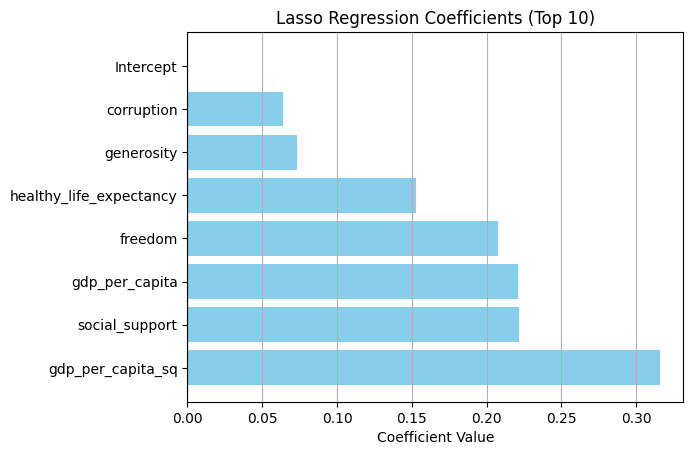 Lasso Regression Coefficients (Top 10)
Intercept
corruption
generosity
healthy_life_expectancy
freedom
gdp_per_capita
social_support
gdp_per_capita_sq
0.00 0.05 0.10 0.15 0.20 0.25 0.30
Coefficient Value